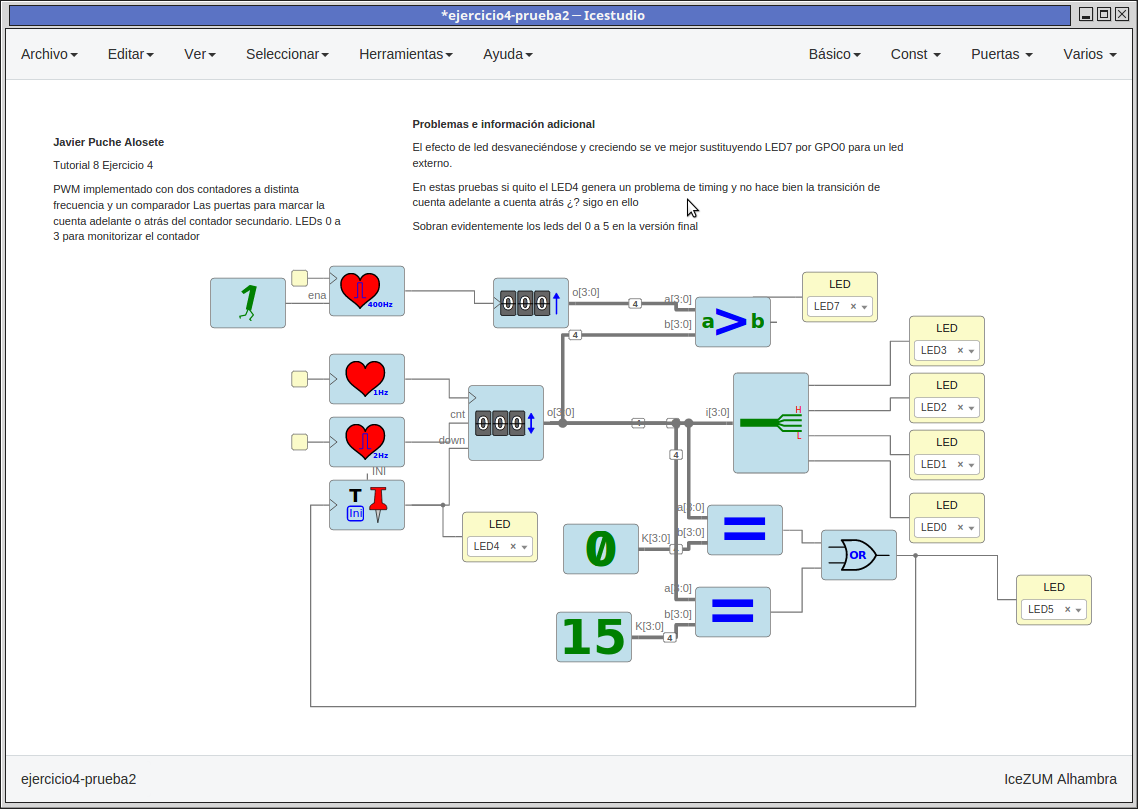 *ejercicio4-prueba2 — Icestudio
Archivo Editar Ver Seleccionar Herramientas Ayuda Básico Const Puertas Varios
Problemas e información adicional
El efecto de led desvaneciéndose y creciendo se ve mejor sustituyendo LED7 por GPO0 para un led
externo.
En estas pruebas si quito el LED4 genera un problema de timing y no hace bien la transición de
cuenta adelante a cuenta atrás ¿? sigo en ello
Sobran evidentemente los leds del 0 a 5 en la versión final
Javier Puche Alosete
Tutorial 8 Ejercicio 4
PWM implementado con dos contadores a distinta
frecuencia y un comparador Las puertas para marcar la
cuenta adelante o atrás del contador secundario. LEDs 0 a
3 para monitorizar el contador
1
ena
400Hz
000
o[3:0]
4
a[3:0]
b[3:0]
4
a>b
LED
LED7 ×
1Hz
2Hz
cnt
down
000
o[3:0]
4
4
4
i[3:0]
H
L
LED
LED3 ×
LED
LED2 ×
LED
LED1 ×
LED
LED0 ×
INI
T
Ini
LED
LED4 ×
0
K[3:0]
4
a[3:0]
b[3:0]
=
15
K[3:0]
4
a[3:0]
b[3:0]
=
OR
LED
LED5 ×
ejercicio4-prueba2 IceZUM Alhambra